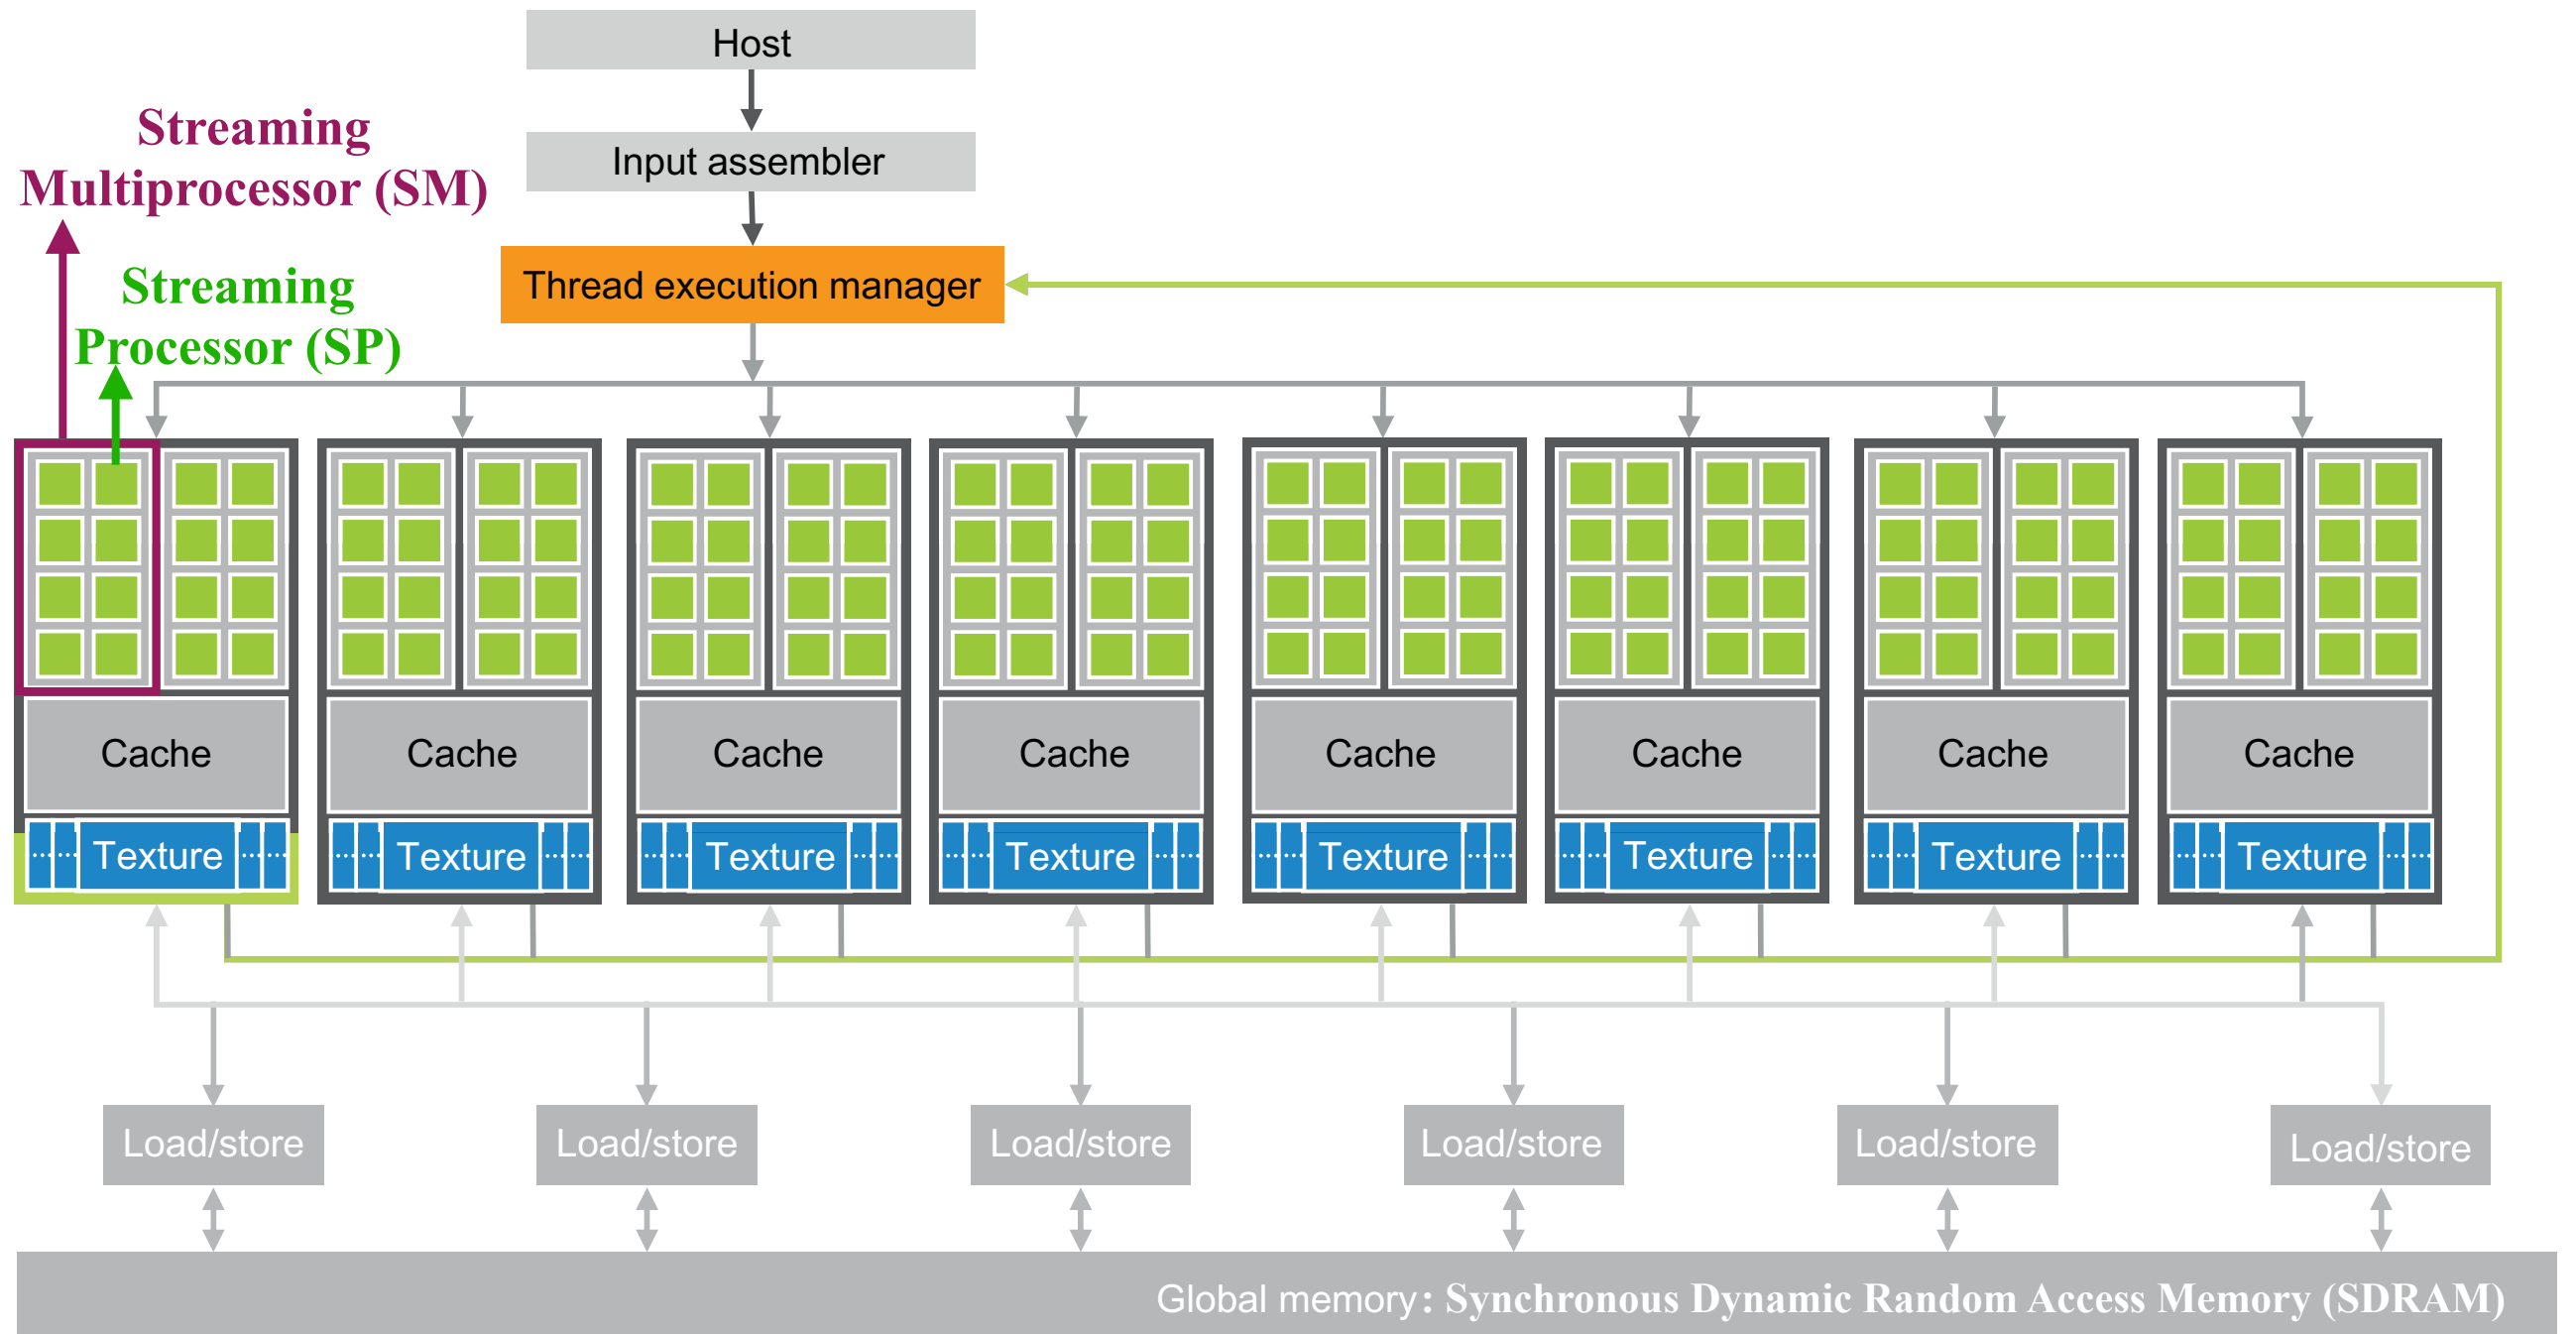 Host
Streaming
Multiprocessor (SM)
Input assembler
Streaming
Processor (SP)
Thread execution manager
Cache Cache Cache Cache Cache Cache Cache Cache
...... Texture ...... ...... Texture ...... ...... Texture ...... ...... Texture ...... ...... Texture ...... ...... Texture ...... ...... Texture ...... ...... Texture ......
Load/store Load/store Load/store Load/store Load/store Load/store
Global memory: Synchronous Dynamic Random Access Memory (SDRAM)